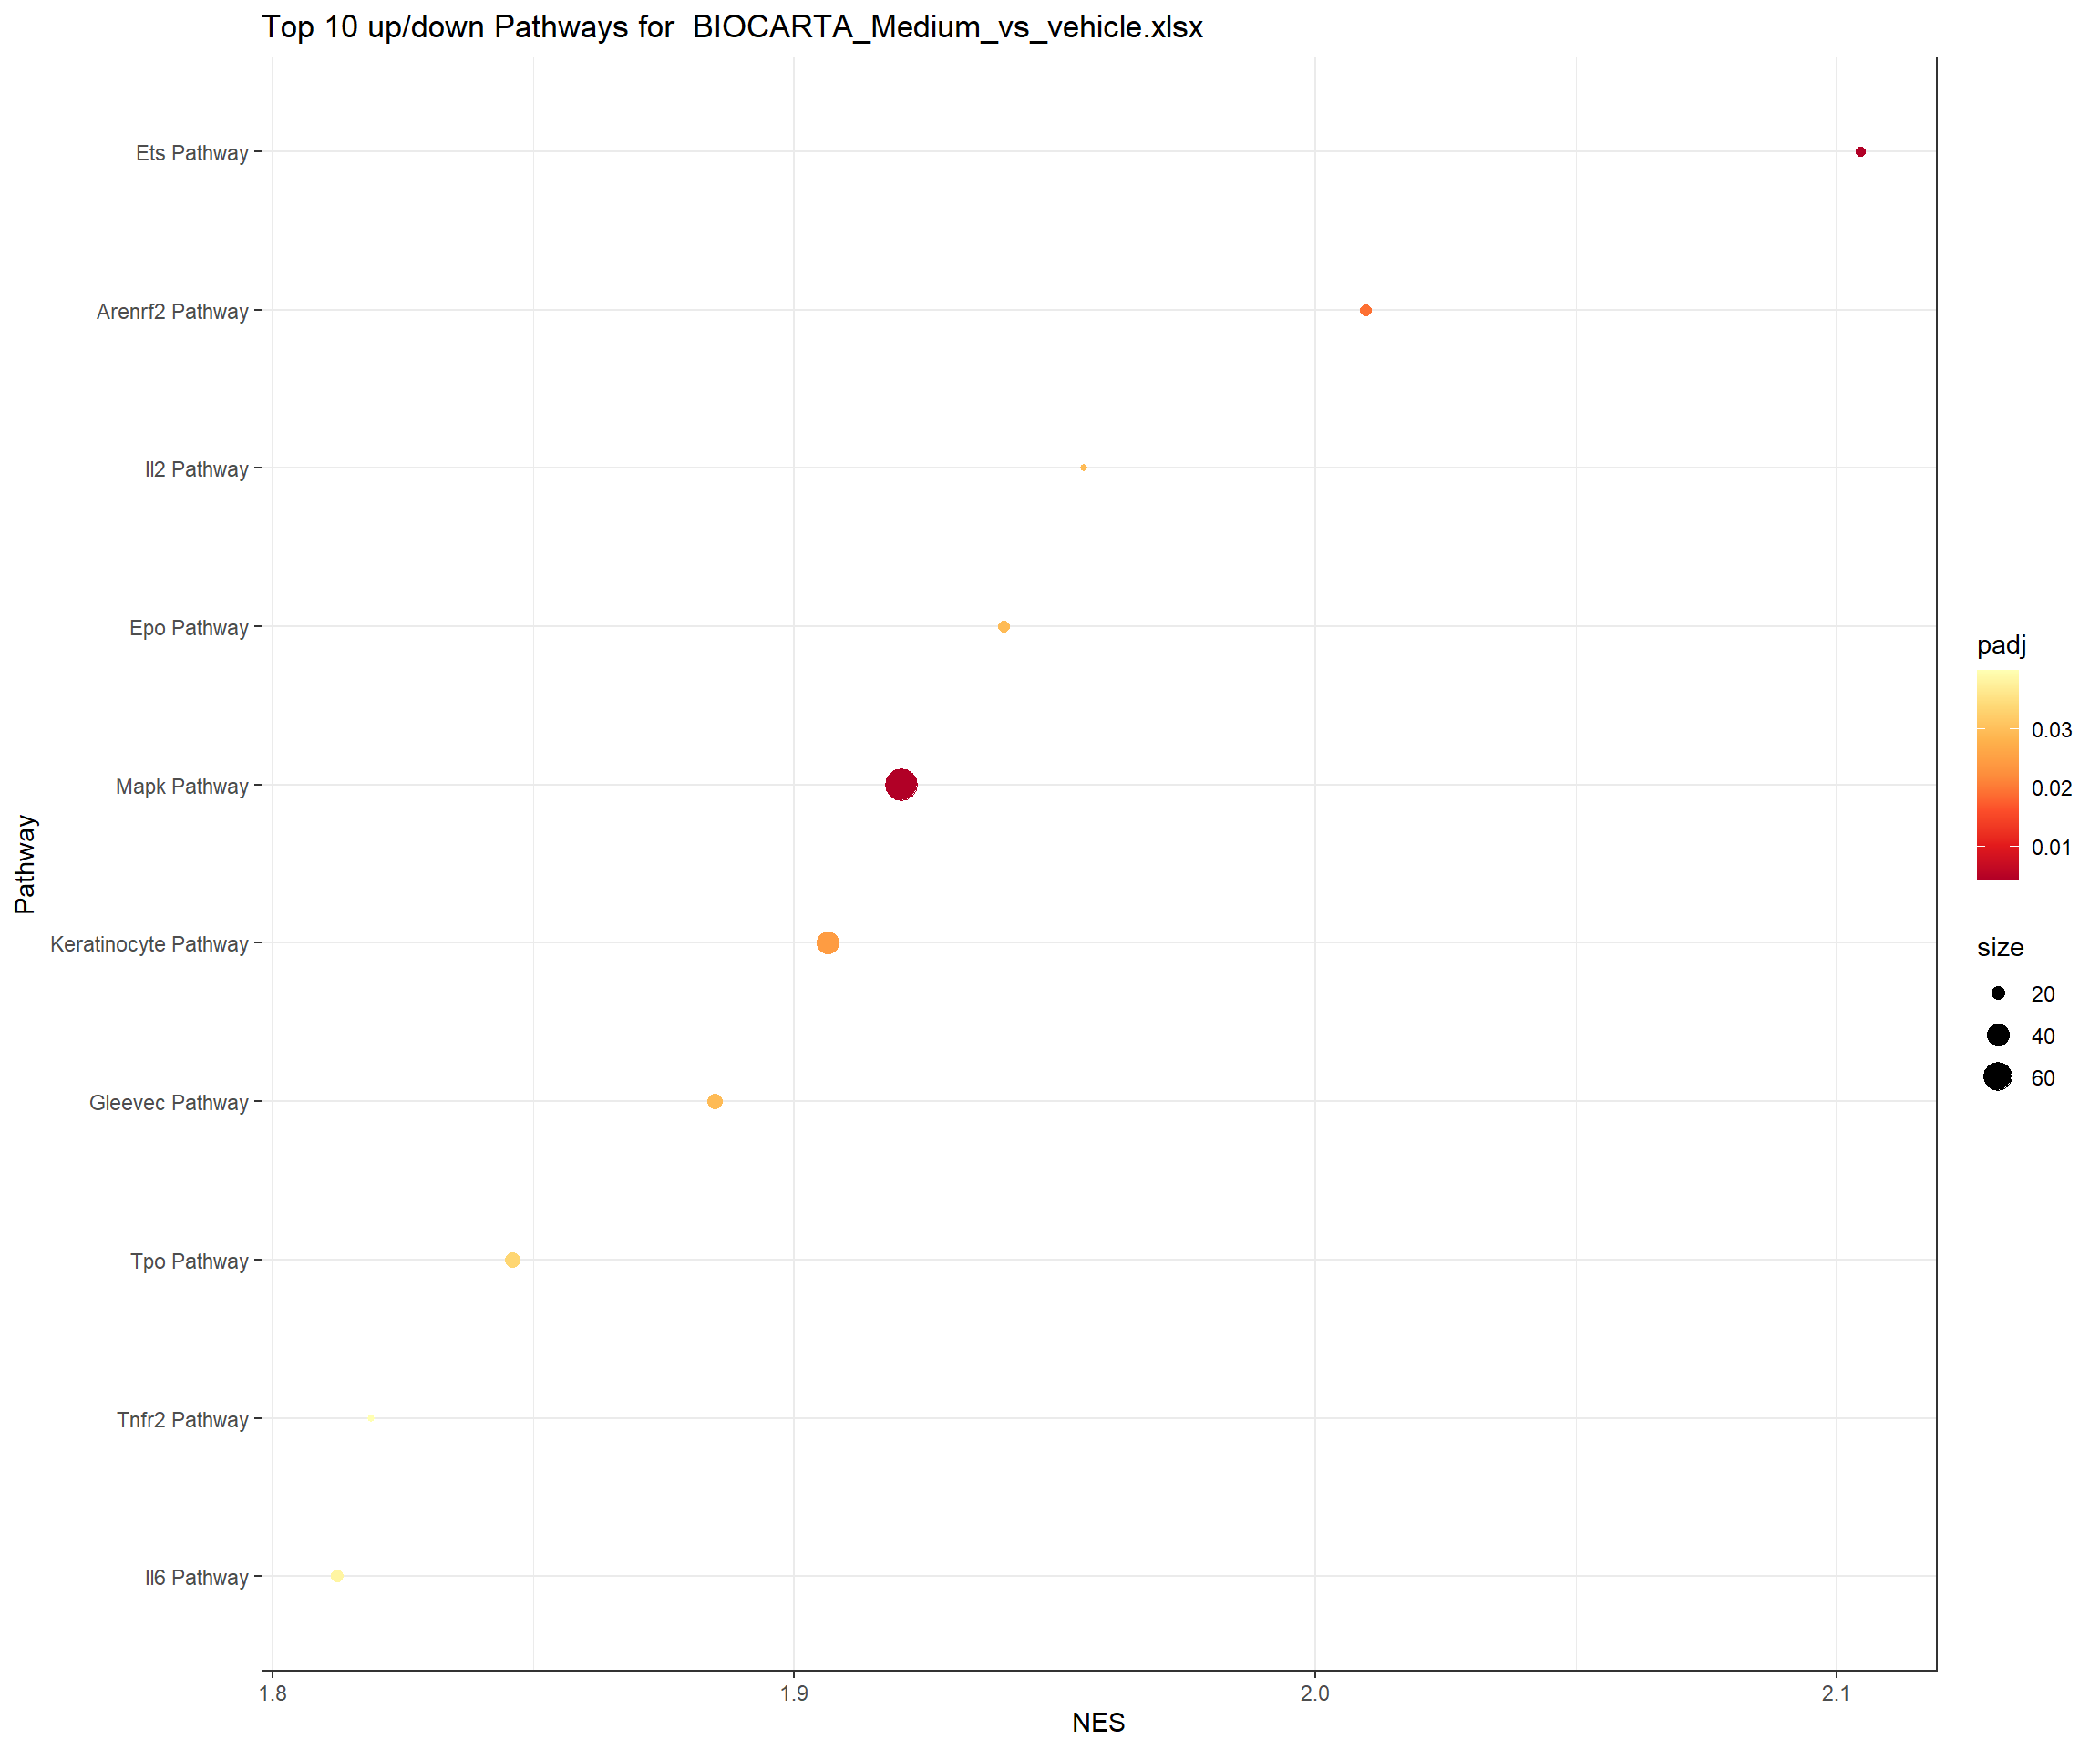 Top 10 up/down Pathways for  BIOCARTA_Medium_vs_vehicle.xlsx
Ets Pathway
Arenrf2 Pathway
Il2 Pathway
Epo Pathway
Mapk Pathway
Keratinocyte Pathway
Gleevec Pathway
Tpo Pathway
Tnfr2 Pathway
Il6 Pathway
Pathway
1.8
1.9
2.0
2.1
NES
padj
0.03
0.02
0.01
size
20
40
60